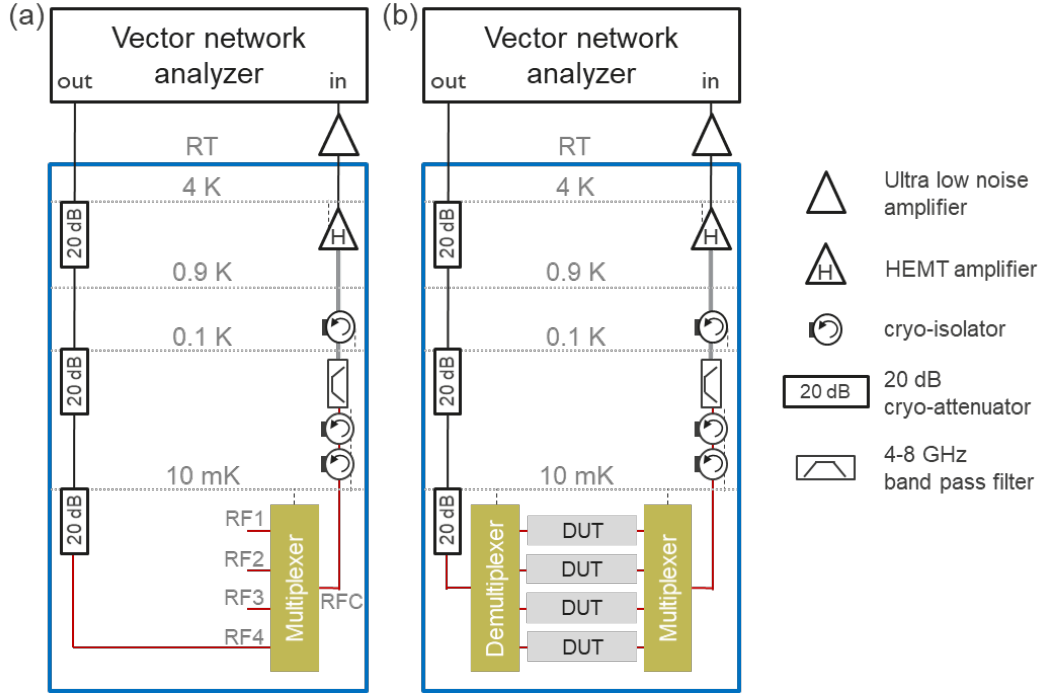 (a)
Vector network
analyzer
out
in
RT
4 K
20 dB
H
0.9 K
0.1 K
20 dB
10 mK
20 dB
RF1
RF2
RF3
RF4
Multiplexer
RFC
(b)
Vector network
analyzer
out
in
RT
4 K
20 dB
H
0.9 K
0.1 K
20 dB
10 mK
20 dB
Demultiplexer
DUT
DUT
DUT
DUT
Multiplexer
Ultra low noise
amplifier
H
HEMT amplifier
cryo-isolator
20 dB
20 dB
cryo-attenuator
4-8 GHz
band pass filter